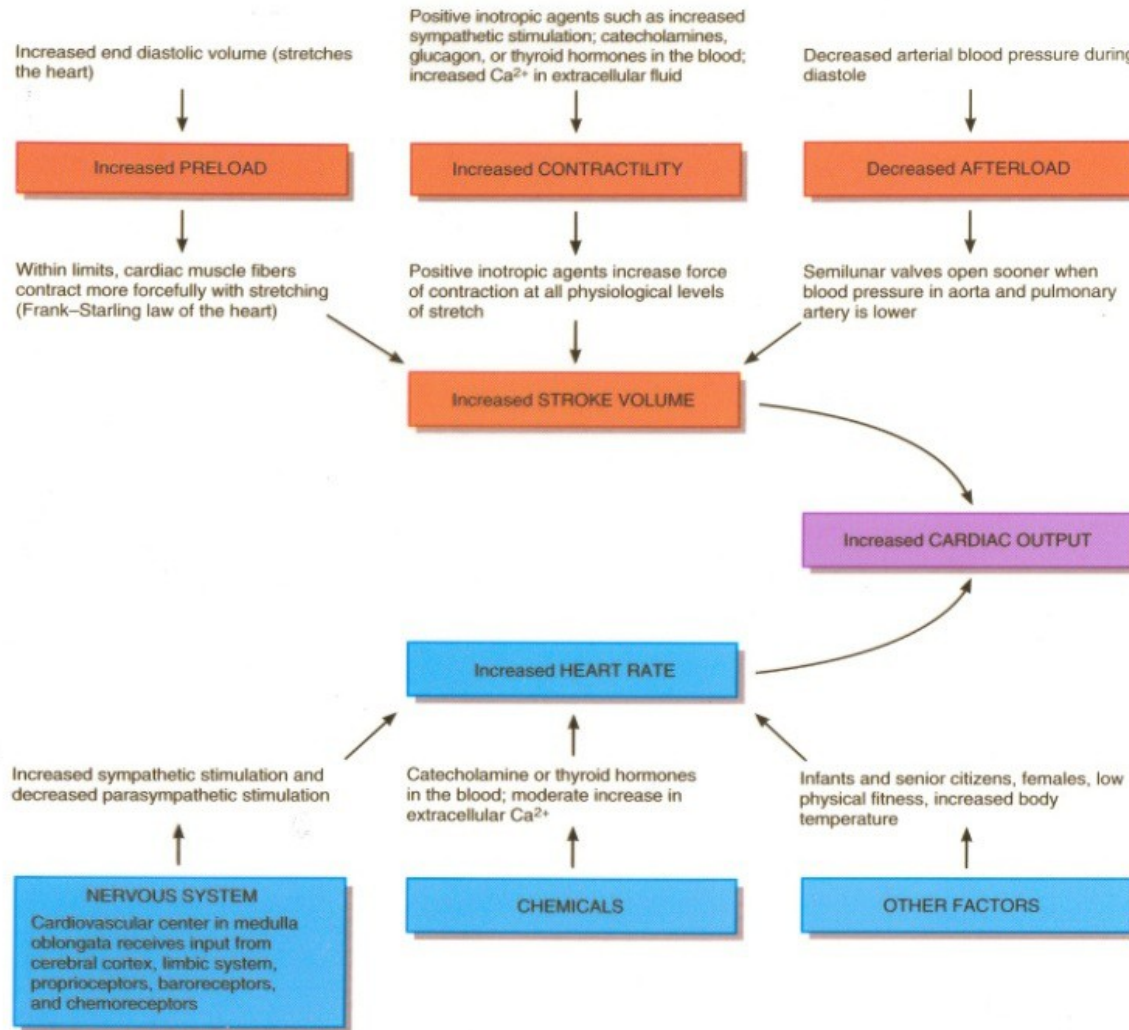 Positive inotropic agents such as increased
sympathetic stimulation; catecholamines,
glucagon, or thyroid hormones in the blood;
increased Ca²⁺ in extracellular fluid
Increased end diastolic volume (stretches
the heart)
Decreased arterial blood pressure during
diastole
Increased PRELOAD
Increased CONTRACTILITY
Decreased AFTERLOAD
Within limits, cardiac muscle fibers
contract more forcefully with stretching
(Frank–Starling law of the heart)
Positive inotropic agents increase force
of contraction at all physiological levels
of stretch
Semilunar valves open sooner when
blood pressure in aorta and pulmonary
artery is lower
Increased STROKE VOLUME
Increased CARDIAC OUTPUT
Increased HEART RATE
Increased sympathetic stimulation and
decreased parasympathetic stimulation
Catecholamine or thyroid hormones
in the blood; moderate increase in
extracellular Ca²⁺
Infants and senior citizens, females, low
physical fitness, increased body
temperature
NERVOUS SYSTEM
Cardiovascular center in medulla
oblongata receives input from
cerebral cortex, limbic system,
proprioceptors, baroreceptors,
and chemoreceptors
CHEMICALS
OTHER FACTORS